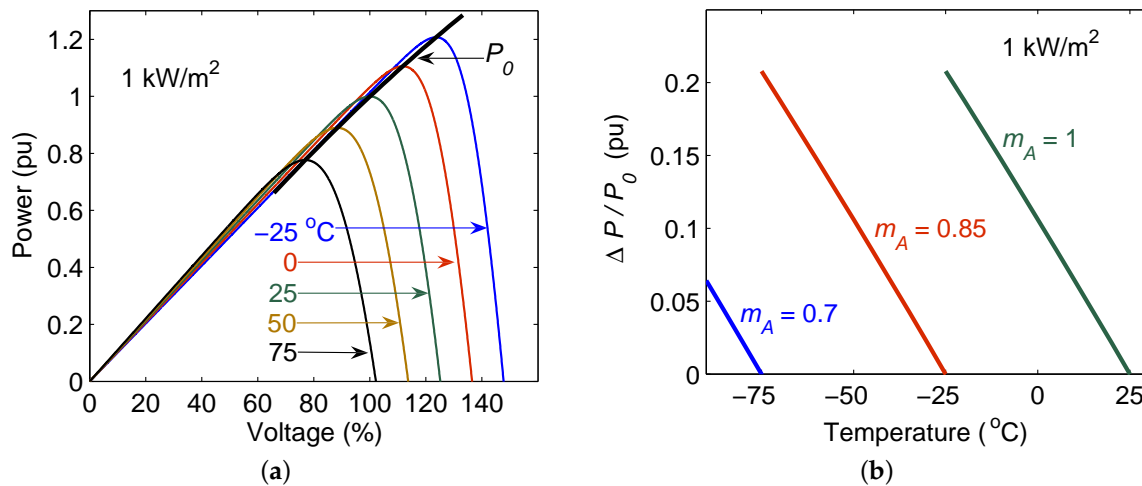 1 kW/m²
P₀
−25 °C
0
25
50
75
Power (pu)
0
0.2
0.4
0.6
0.8
1
1.2
0 20 40 60 80 100 120 140
Voltage (%)
(a)
1 kW/m²
m_A = 1
m_A = 0.85
m_A = 0.7
Δ P / P₀ (pu)
0
0.05
0.1
0.15
0.2
−75 −50 −25 0 25
Temperature (°C)
(b)